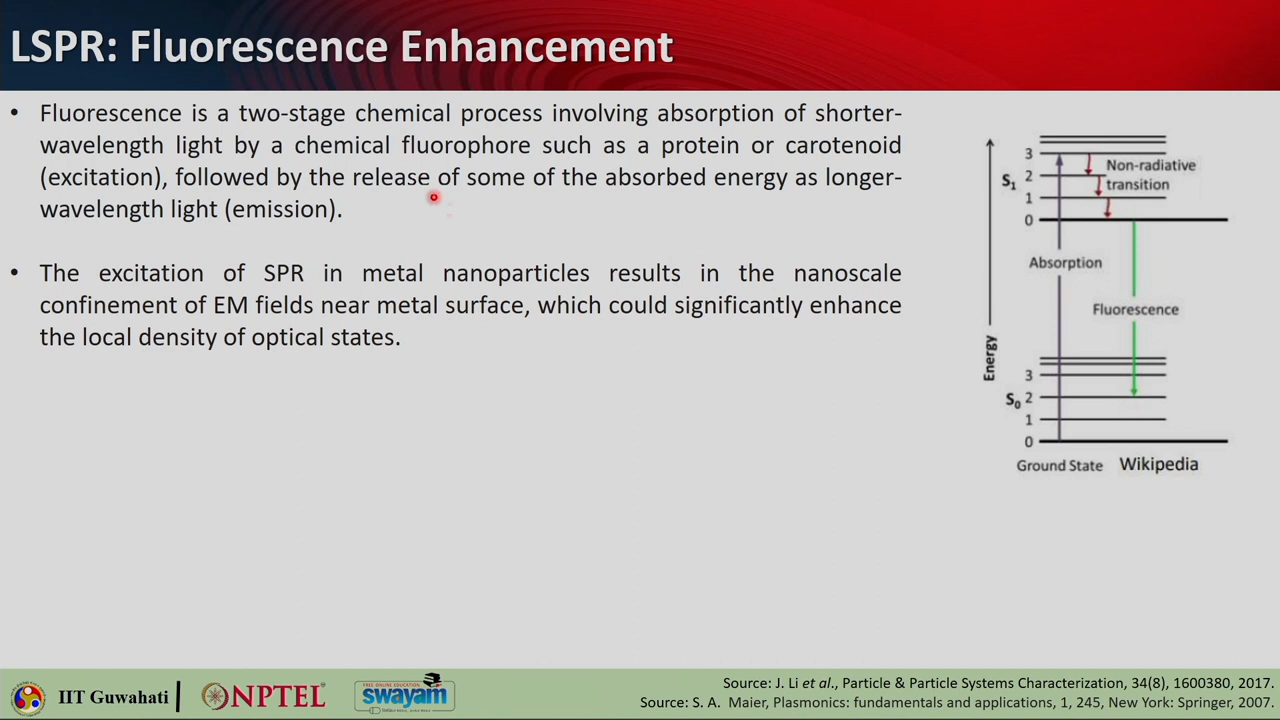 LSPR: Fluorescence Enhancement
• Fluorescence is a two-stage chemical process involving absorption of shorter-
wavelength light by a chemical fluorophore such as a protein or carotenoid
(excitation), followed by the release of some of the absorbed energy as longer-
wavelength light (emission).
• The excitation of SPR in metal nanoparticles results in the nanoscale
confinement of EM fields near metal surface, which could significantly enhance
the local density of optical states.
3
Non-radiative
S1 2
transition
1
0
Absorption
Fluorescence
Energy
3
S0 2
1
0
Ground State Wikipedia
IIT Guwahati
NPTEL
FREE ONLINE EDUCATION
swayam
Source: J. Li et al., Particle & Particle Systems Characterization, 34(8), 1600380, 2017.
Source: S. A. Maier, Plasmonics: fundamentals and applications, 1, 245, New York: Springer, 2007.